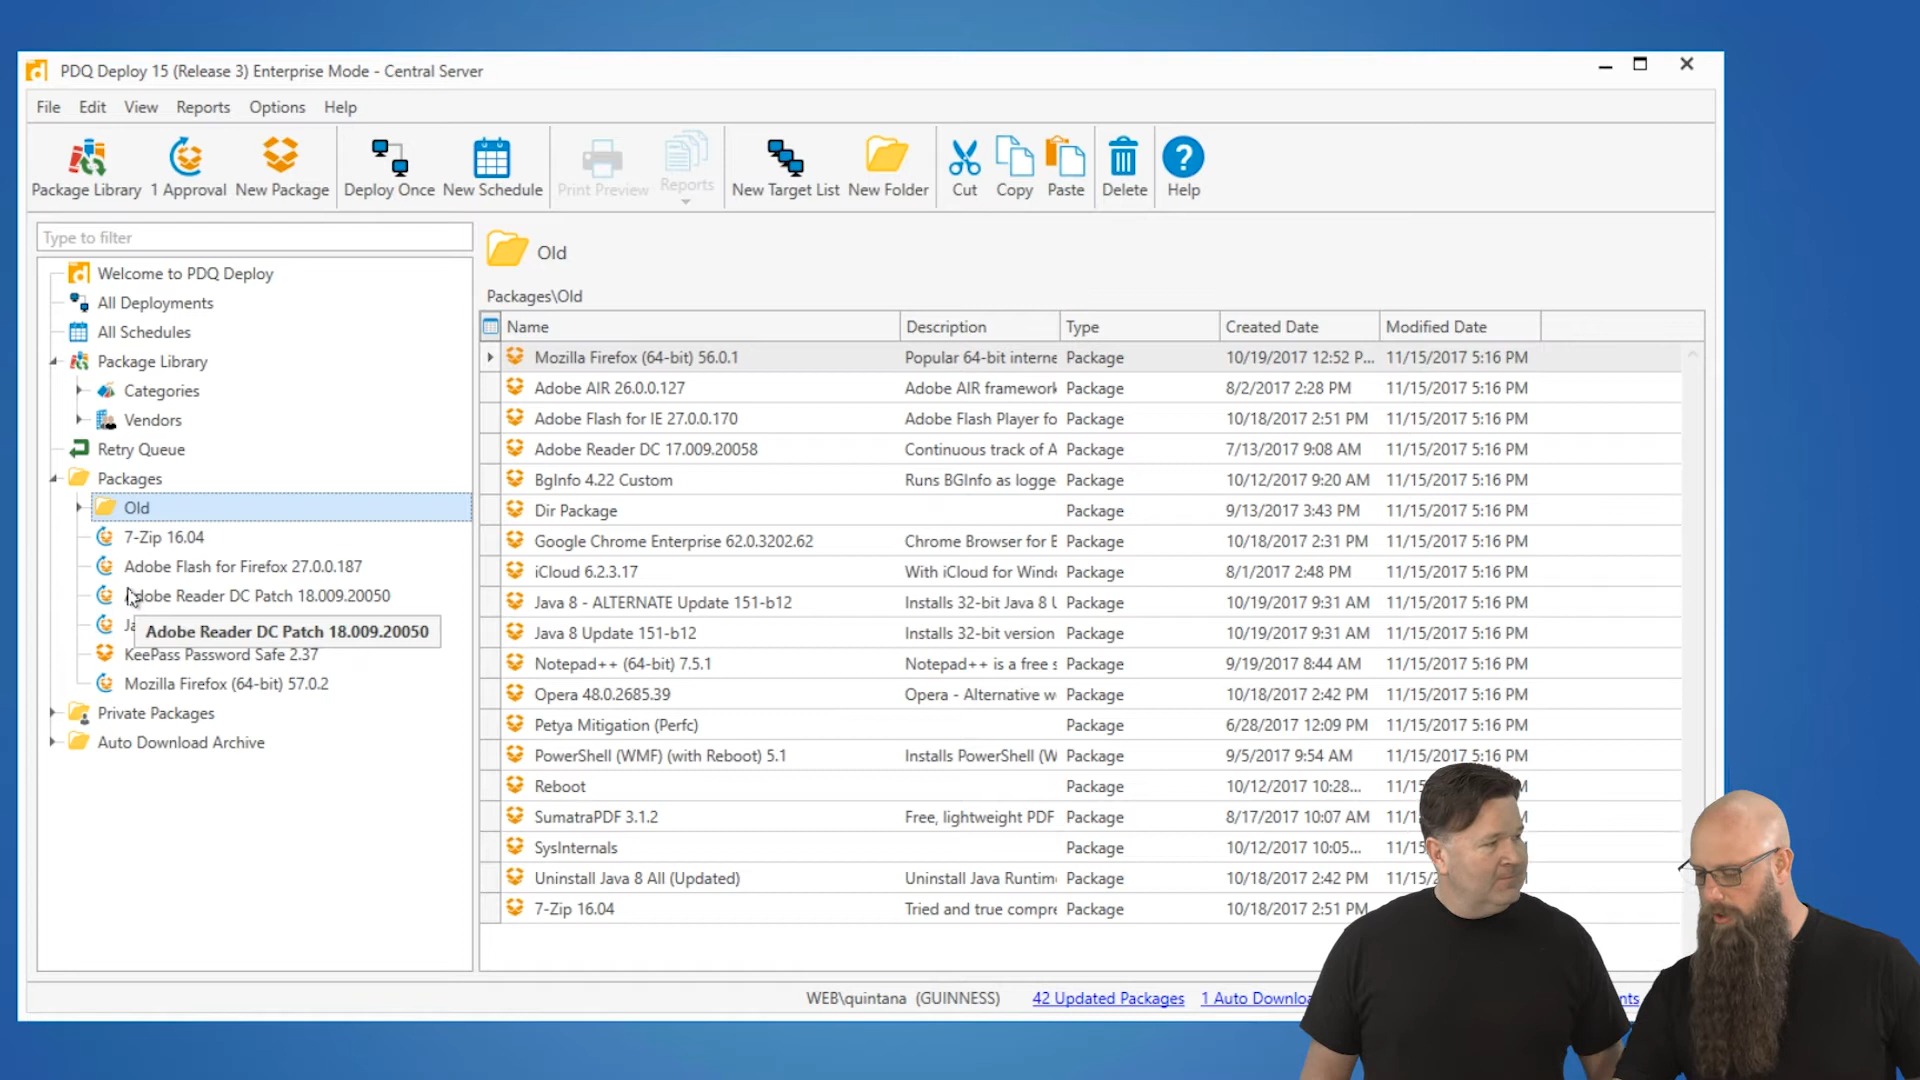 PDQ Deploy 15 (Release 3) Enterprise Mode - Central Server
File Edit View Reports Options Help
Package Library 1 Approval New Package Deploy Once New Schedule Print Preview Reports New Target List New Folder Cut Copy Paste Delete Help
Type to filter
Welcome to PDQ Deploy
All Deployments
All Schedules
Package Library
Categories
Vendors
Retry Queue
Packages
Old
7-Zip 16.04
Adobe Flash for Firefox 27.0.0.187
Adobe Reader DC Patch 18.009.20050
Adobe Reader DC Patch 18.009.20050
KeePass Password Safe 2.37
Mozilla Firefox (64-bit) 57.0.2
Private Packages
Auto Download Archive
Old
Packages\Old
Name Description Type Created Date Modified Date
Mozilla Firefox (64-bit) 56.0.1 Popular 64-bit interne Package 10/19/2017 12:52 P... 11/15/2017 5:16 PM
Adobe AIR 26.0.0.127 Adobe AIR framework Package 8/2/2017 2:28 PM 11/15/2017 5:16 PM
Adobe Flash for IE 27.0.0.170 Adobe Flash Player fo Package 10/18/2017 2:51 PM 11/15/2017 5:16 PM
Adobe Reader DC 17.009.20058 Continuous track of A Package 7/13/2017 9:08 AM 11/15/2017 5:16 PM
BgInfo 4.22 Custom Runs BGInfo as logge Package 10/12/2017 9:20 AM 11/15/2017 5:16 PM
Dir Package Package 9/13/2017 3:43 PM 11/15/2017 5:16 PM
Google Chrome Enterprise 62.0.3202.62 Chrome Browser for E Package 10/18/2017 2:31 PM 11/15/2017 5:16 PM
iCloud 6.2.3.17 With iCloud for Windo Package 8/1/2017 2:48 PM 11/15/2017 5:16 PM
Java 8 - ALTERNATE Update 151-b12 Installs 32-bit Java 8 U Package 10/19/2017 9:31 AM 11/15/2017 5:16 PM
Java 8 Update 151-b12 Installs 32-bit version Package 10/19/2017 9:31 AM 11/15/2017 5:16 PM
Notepad++ (64-bit) 7.5.1 Notepad++ is a free s Package 9/19/2017 8:44 AM 11/15/2017 5:16 PM
Opera 48.0.2685.39 Opera - Alternative w Package 10/18/2017 2:42 PM 11/15/2017 5:16 PM
Petya Mitigation (Perfc) Package 6/28/2017 12:09 PM 11/15/2017 5:16 PM
PowerShell (WMF) (with Reboot) 5.1 Installs PowerShell (W Package 9/5/2017 9:54 AM 11/15/2017 5:16 PM
Reboot Package 10/12/2017 10:28...
SumatraPDF 3.1.2 Free, lightweight PDF Package 8/17/2017 10:07 AM
SysInternals Package 10/12/2017 10:05...
Uninstall Java 8 All (Updated) Uninstall Java Runtim Package 10/18/2017 2:42 PM
7-Zip 16.04 Tried and true compre Package 10/18/2017 2:51 PM
WEB\quintana (GUINNESS) 42 Updated Packages 1 Auto Downloa